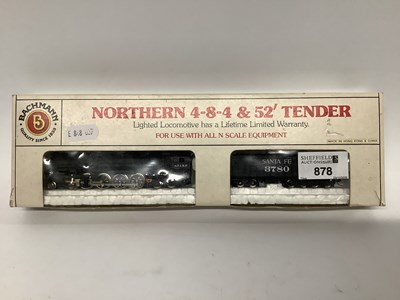 BACHMANN
QUALITY SINCE 1833
NORTHERN 4-8-4 & 52' TENDER
Lighted Locomotive has a Lifetime Limited Warranty.
FOR USE WITH ALL N SCALE EQUIPMENT
SANTA FE
3780
SHEFFIELD
AUCTION GALLERY
878